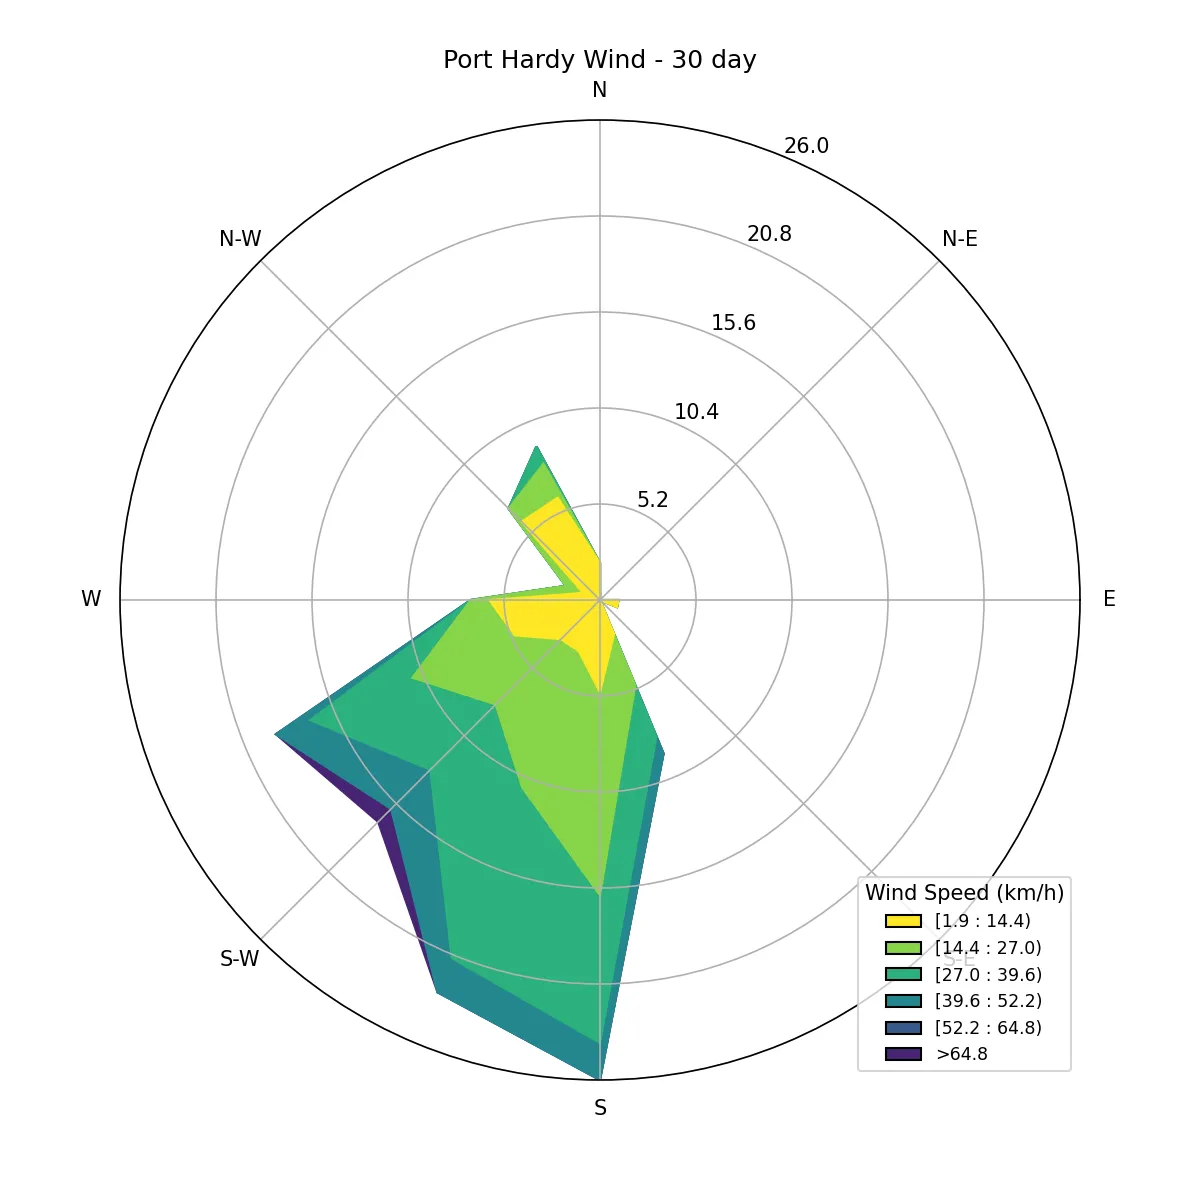 Port Hardy Wind - 30 day
N
26.0
N-W
N-E
20.8
15.6
10.4
5.2
W
E
S-W
S-E
S
Wind Speed (km/h)
[1.9 : 14.4)
[14.4 : 27.0)
[27.0 : 39.6)
[39.6 : 52.2)
[52.2 : 64.8)
>64.8